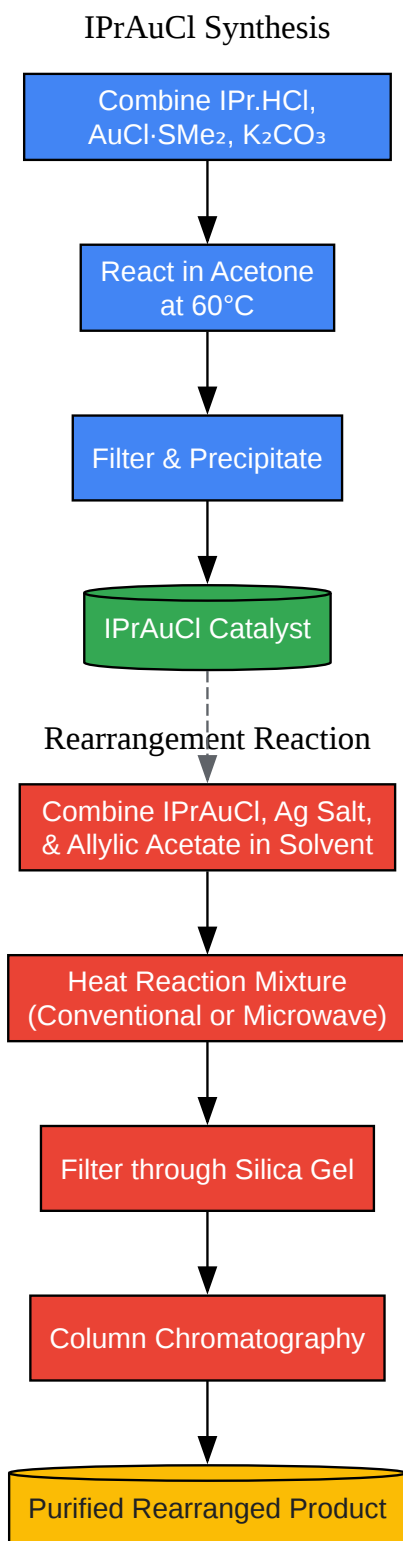 IPrAuCl Synthesis
Combine IPr.HCl,
AuCl·SMe₂, K₂CO₃
React in Acetone
at 60°C
Filter & Precipitate
IPrAuCl Catalyst
Rearrangement Reaction
Combine IPrAuCl, Ag Salt,
& Allylic Acetate in Solvent
Heat Reaction Mixture
(Conventional or Microwave)
Filter through Silica Gel
Column Chromatography
Purified Rearranged Product